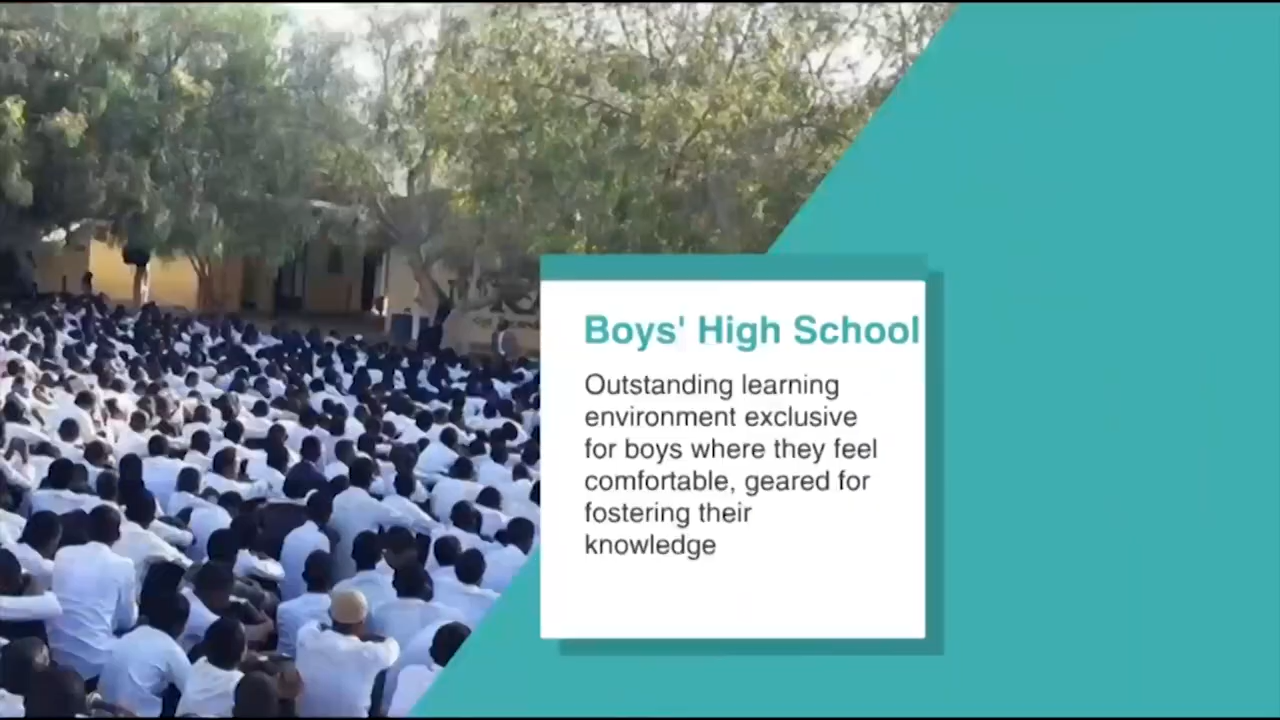 Boys' High School
Outstanding learning
environment exclusive
for boys where they feel
comfortable, geared for
fostering their
knowledge